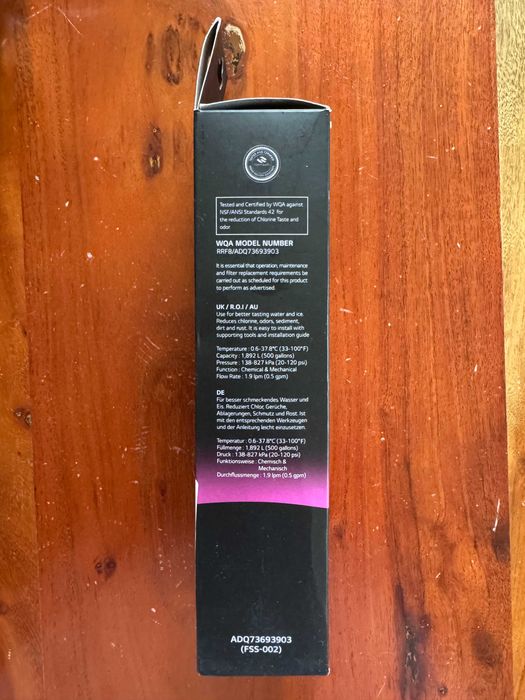 Tested and Certified by WQA against
NSF/ANSI Standards 42 for
the reduction of Chlorine Taste and
odor
WQA MODEL NUMBER
RRF8/ADQ73693903
It is essential that operation, maintenance
and filter replacement requirements be
carried out as scheduled for this product
to perform as advertised.
UK / R.O.I / AU
Use for better tasting water and ice.
Reduces chlorine, odors, sediment,
dirt and rust. It is easy to install with
supporting tools and installation guide
Temperature : 0.6-37.8°C (33-100°F)
Capacity : 1,892 L (500 gallons)
Pressure : 138-827 kPa (20-120 psi)
Function : Chemical & Mechanical
Flow Rate : 1.9 lpm (0.5 gpm)
DE
Für besser schmeckendes Wasser und
Eis. Reduziert Chlor, Gerüche,
Ablagerungen, Schmutz und Rost. Ist
mit den entsprechenden Werkzeugen
und der Anleitung leicht einzusetzen.
Temperatur : 0.6-37.8°C (33-100°F)
Füllmenge : 1,892 L (500 gallons)
Druck : 138-827 kPa (20-120 psi)
Funktionsweise : Chemisch &
Mechanisch
Durchflussmenge : 1.9 lpm (0.5 gpm)
ADQ73693903
(FSS-002)